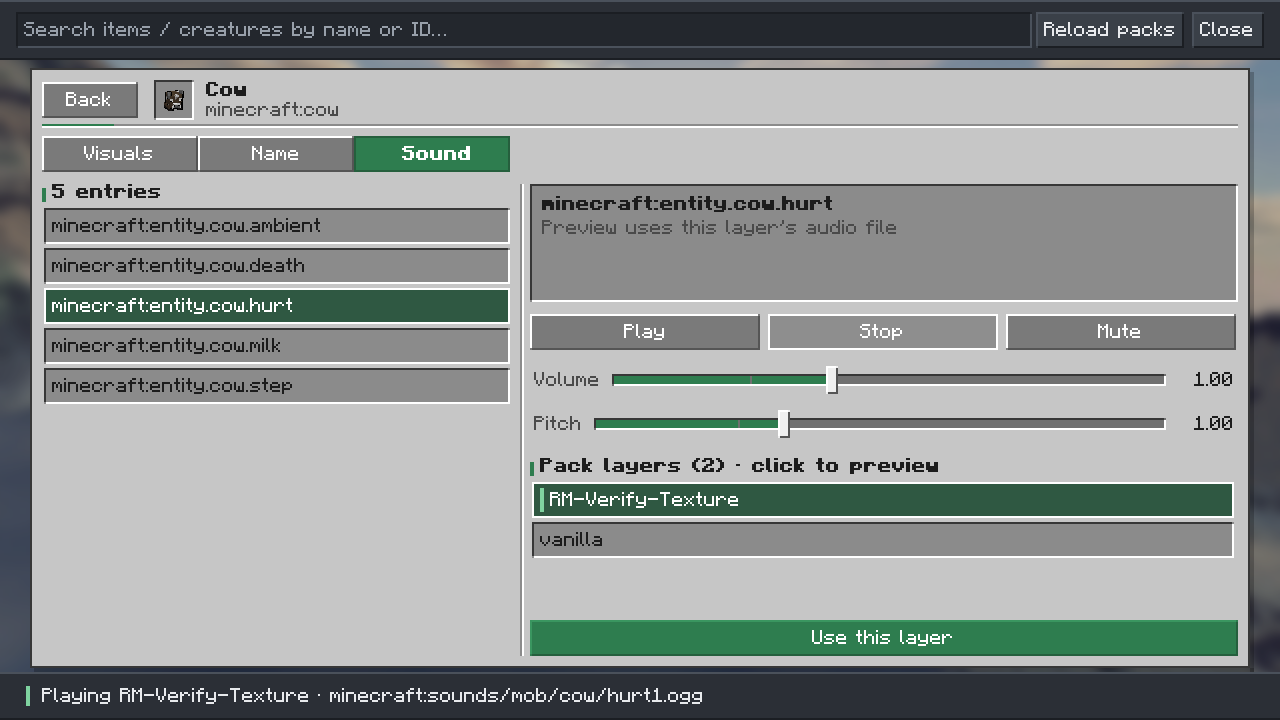 Search items / creatures by name or ID...
Reload packs
Close
Back
Cow
minecraft:cow
Visuals
Name
Sound
5 entries
minecraft:entity.cow.ambient
minecraft:entity.cow.death
minecraft:entity.cow.hurt
minecraft:entity.cow.milk
minecraft:entity.cow.step
minecraft:entity.cow.hurt
Preview uses this layer's audio file
Play
Stop
Mute
Volume
1.00
Pitch
1.00
Pack layers (2) · click to preview
RM-Verify-Texture
vanilla
Use this layer
Playing RM-Verify-Texture · minecraft:sounds/mob/cow/hurt1.ogg